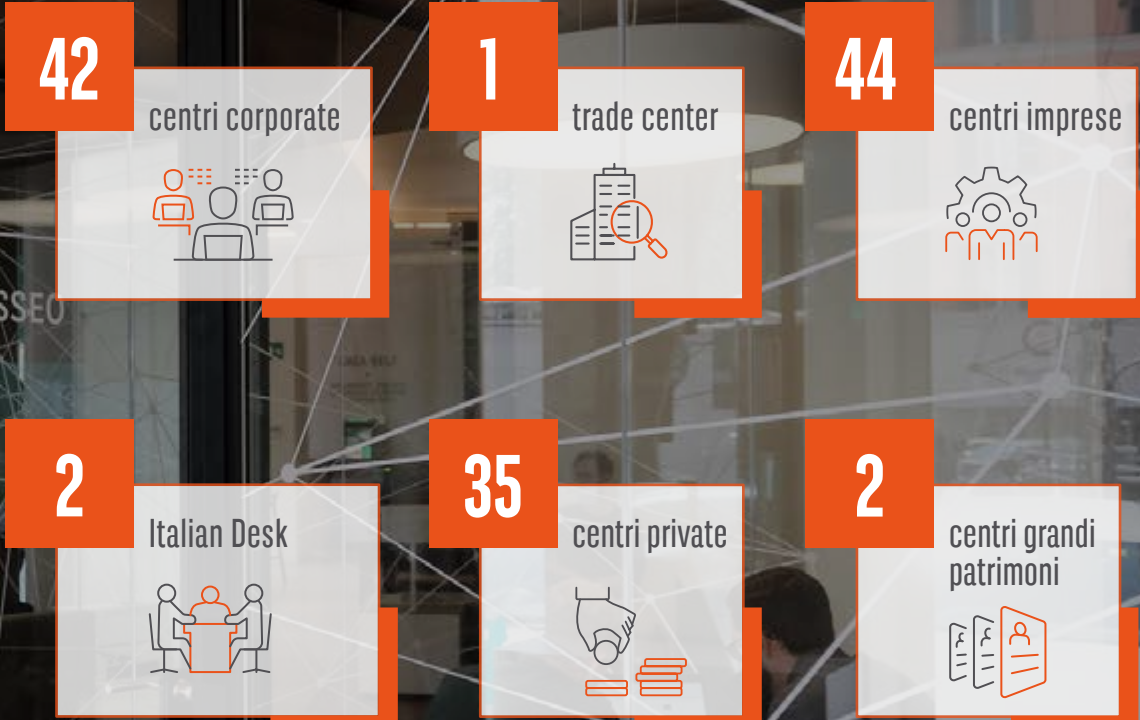 42
centri corporate
1
trade center
44
centri imprese
2
Italian Desk
35
centri private
2
centri grandi
patrimoni